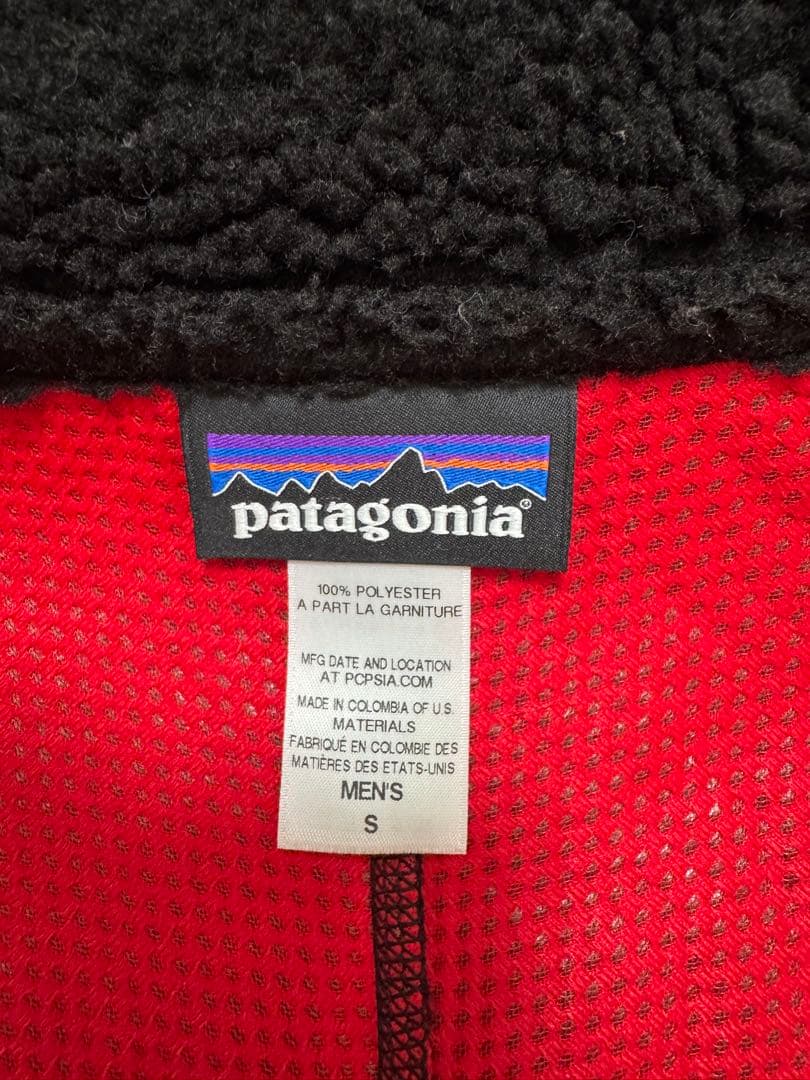 patagonia®
100% POLYESTER
A PART LA GARNITURE
MFG DATE AND LOCATION
AT PCPSIA.COM
MADE IN COLOMBIA OF U.S.
MATERIALS
FABRIQUÉ EN COLOMBIE DES
MATIÈRES DES ETATS-UNIS
MEN'S
S